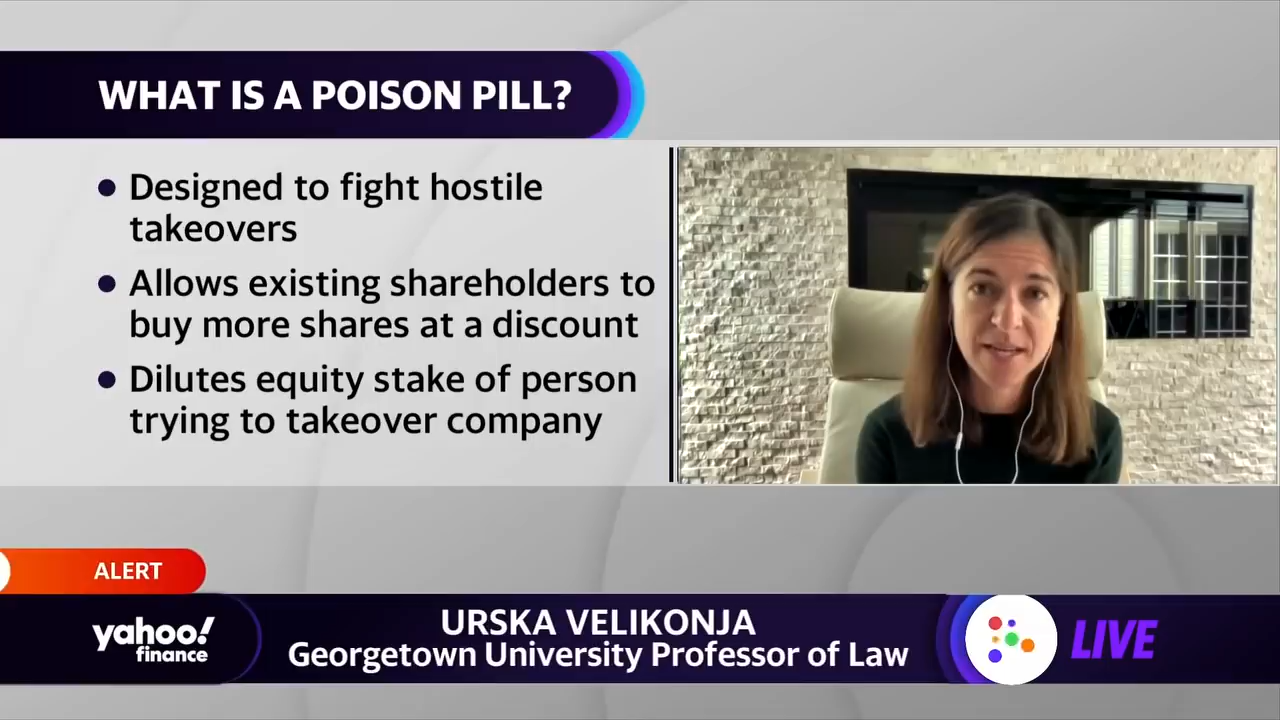 WHAT IS A POISON PILL?
● Designed to fight hostile
takeovers
● Allows existing shareholders to
buy more shares at a discount
● Dilutes equity stake of person
trying to takeover company
ALERT
yahoo!
finance
URSKA VELIKONJA
Georgetown University Professor of Law
LIVE